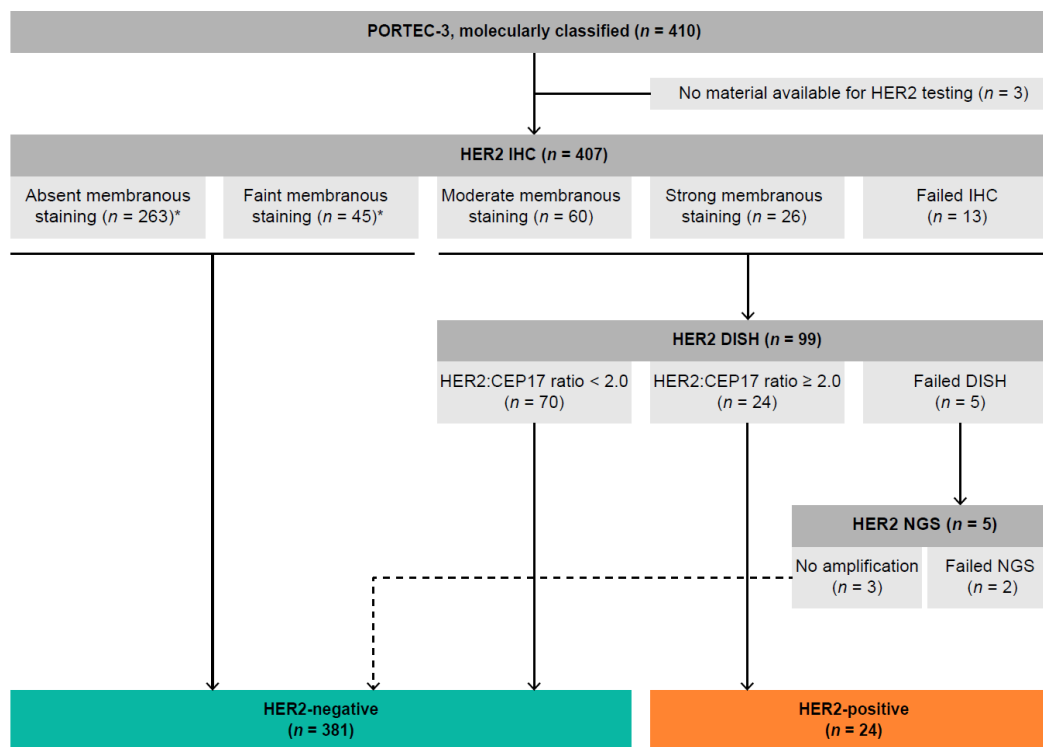 PORTEC-3, molecularly classified (n = 410)
No material available for HER2 testing (n = 3)
HER2 IHC (n = 407)
Absent membranous
staining (n = 263)*
Faint membranous
staining (n = 45)*
Moderate membranous
staining (n = 60)
Strong membranous
staining (n = 26)
Failed IHC
(n = 13)
HER2 DISH (n = 99)
HER2:CEP17 ratio < 2.0
(n = 70)
HER2:CEP17 ratio ≥ 2.0
(n = 24)
Failed DISH
(n = 5)
HER2 NGS (n = 5)
No amplification
(n = 3)
Failed NGS
(n = 2)
HER2-negative
(n = 381)
HER2-positive
(n = 24)